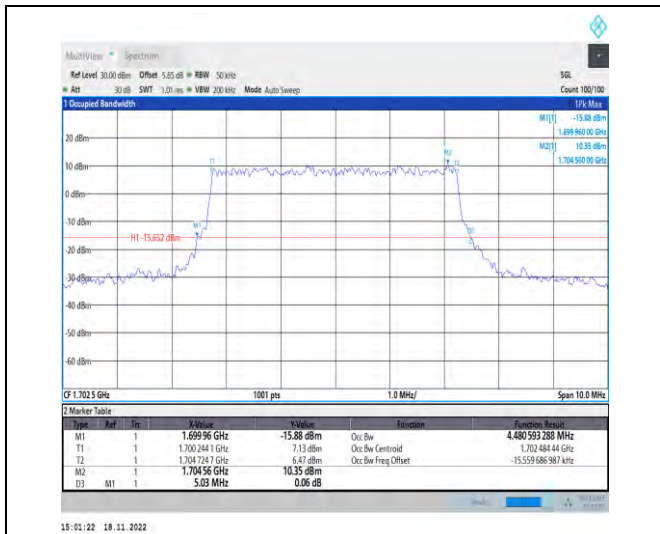 MultiView Spectrum
Ref Level 30.00 dBm Offset 5.65 dB RBW 50 kHz SGL
Att 30 dB SWT 1.01 ms VBW 200 kHz Mode Auto Sweep Count 100/100
1 Occupied Bandwidth 1Pk Max
M1[1] -15.88 dBm
1.699 960 00 GHz
M2[1] 10.35 dBm
1.704 560 00 GHz
20 dBm
M2
T1 T2
10 dBm
0 dBm
-10 dBm
M1
H1 -15.652 dBm
-20 dBm
-30 dBm
-40 dBm
-50 dBm
-60 dBm
CF 1.702 5 GHz 1001 pts 1.0 MHz/ Span 10.0 MHz
2 Marker Table
Type Ref Trc X-Value Y-Value Function Function Result
M1 1 1.699 96 GHz -15.88 dBm Occ Bw 4.480 593 288 MHz
T1 1 1.700 244 1 GHz 7.13 dBm Occ Bw Centroid 1.702 484 44 GHz
T2 1 1.704 724 7 GHz 6.47 dBm Occ Bw Freq Offset -15.559 686 987 kHz
M2 1 1.704 56 GHz 10.35 dBm
D3 M1 1 5.03 MHz 0.06 dB
15:01:22 18.11.2022